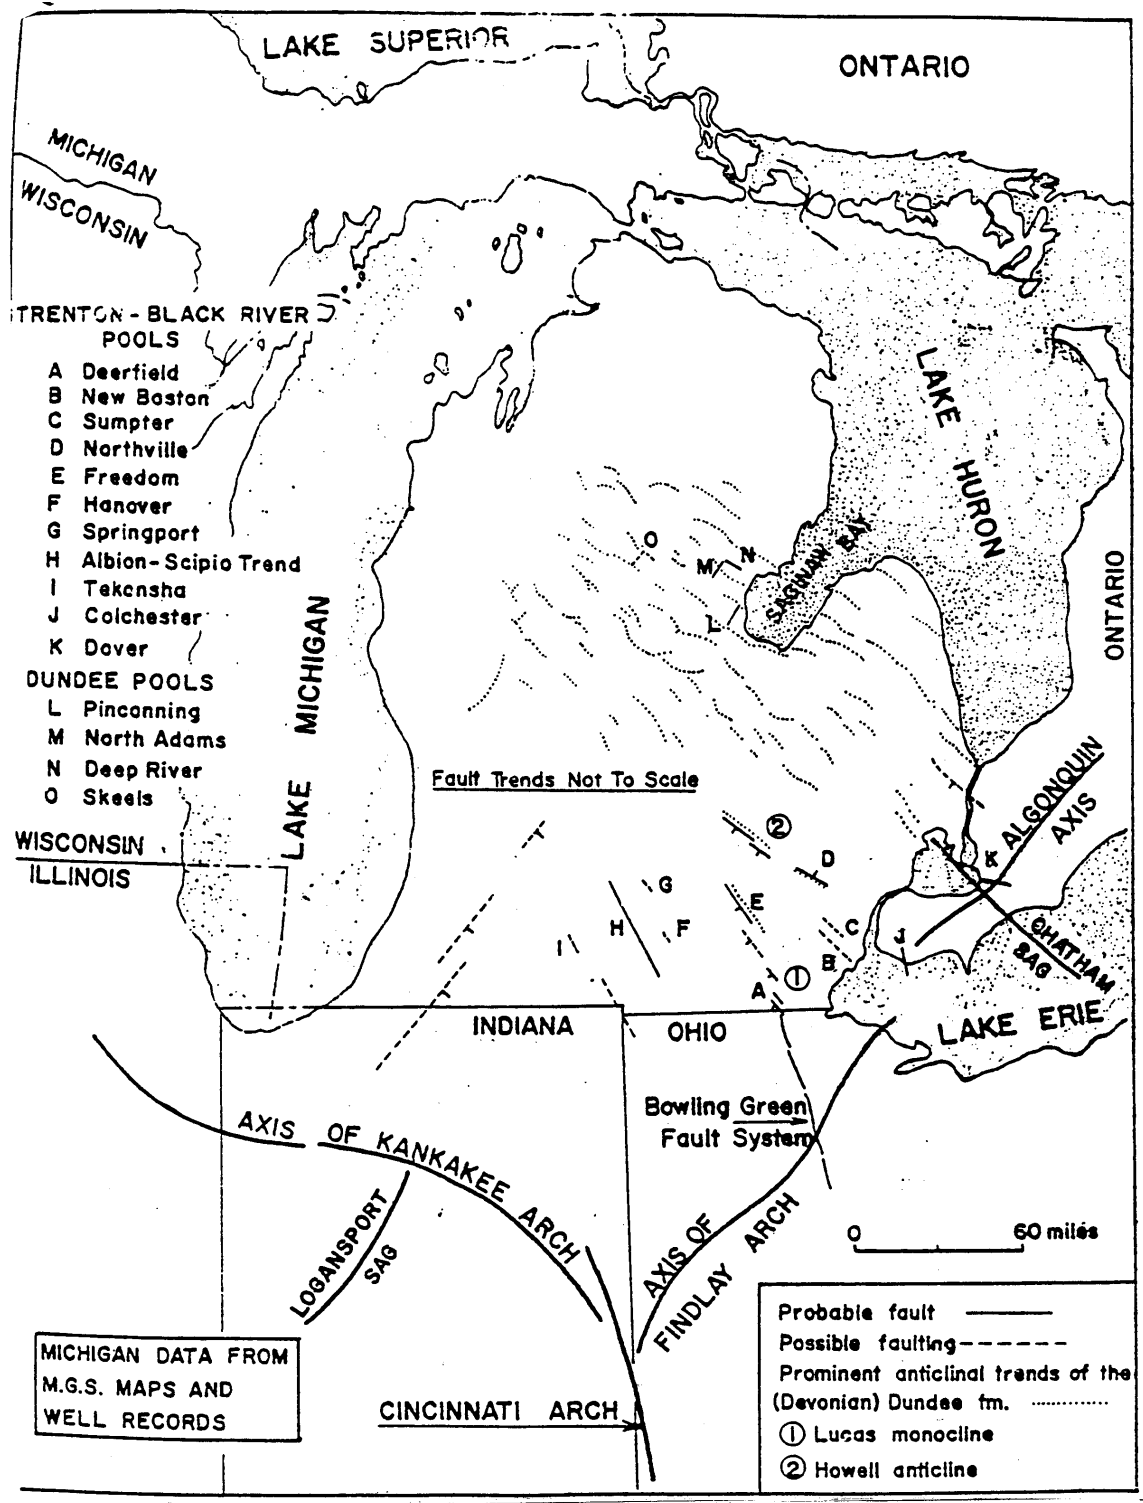 LAKE SUPERIOR
ONTARIO
MICHIGAN
WISCONSIN
TRENTON - BLACK RIVER
POOLS
A Deerfield
B New Boston
C Sumpter
D Northville
E Freedom
F Hanover
G Springport
H Albion-Scipio Trend
I Tekonsha
J Colchester
K Dover
DUNDEE POOLS
L Pinconning
M North Adams
N Deep River
O Skeels
WISCONSIN
ILLINOIS
LAKE MICHIGAN
LAKE HURON
SAGINAW BAY
ONTARIO
O
M
N
L
Fault Trends Not To Scale
2
D
G
E
H
F
I
C
B
A
1
J
K
ALGONQUIN
AXIS
CHATHAM
SAG
LAKE ERIE
INDIANA
OHIO
Bowling Green
Fault System
AXIS OF KANKAKEE ARCH
LOGANSPORT
SAG
AXIS OF
FINDLAY ARCH
CINCINNATI ARCH
0 60 miles
MICHIGAN DATA FROM
M.G.S. MAPS AND
WELL RECORDS
Probable fault
Possible faulting
Prominent anticlinal trends of the
(Devonian) Dundee fm.
1 Lucas monocline
2 Howell anticline